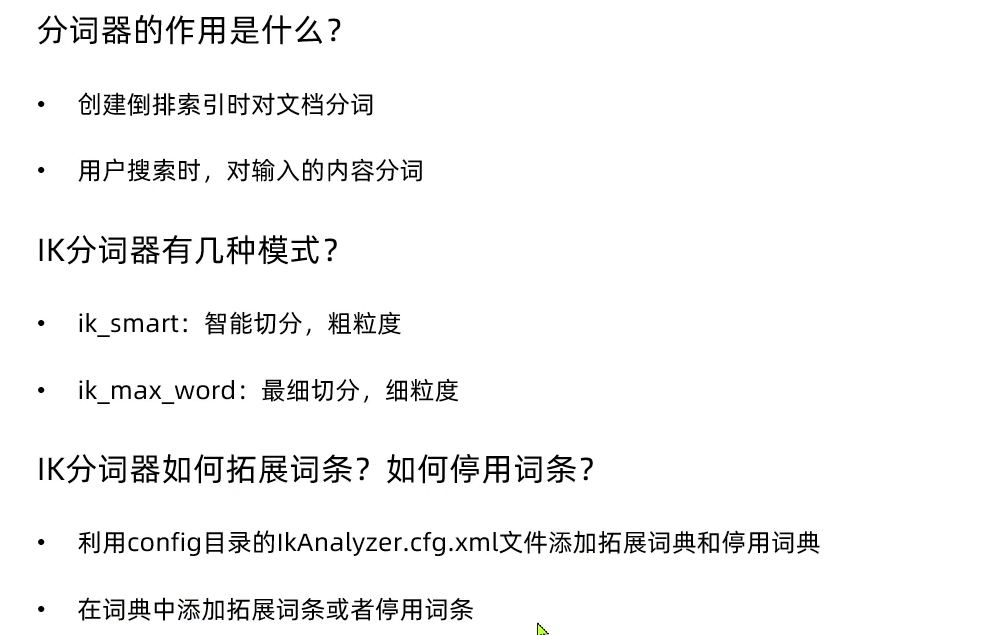 分词器的作用是什么？
• 创建倒排索引时对文档分词
• 用户搜索时，对输入的内容分词
IK分词器有几种模式？
• ik_smart：智能切分，粗粒度
• ik_max_word：最细切分，细粒度
IK分词器如何拓展词条？如何停用词条？
• 利用config目录的IkAnalyzer.cfg.xml文件添加拓展词典和停用词典
• 在词典中添加拓展词条或者停用词条